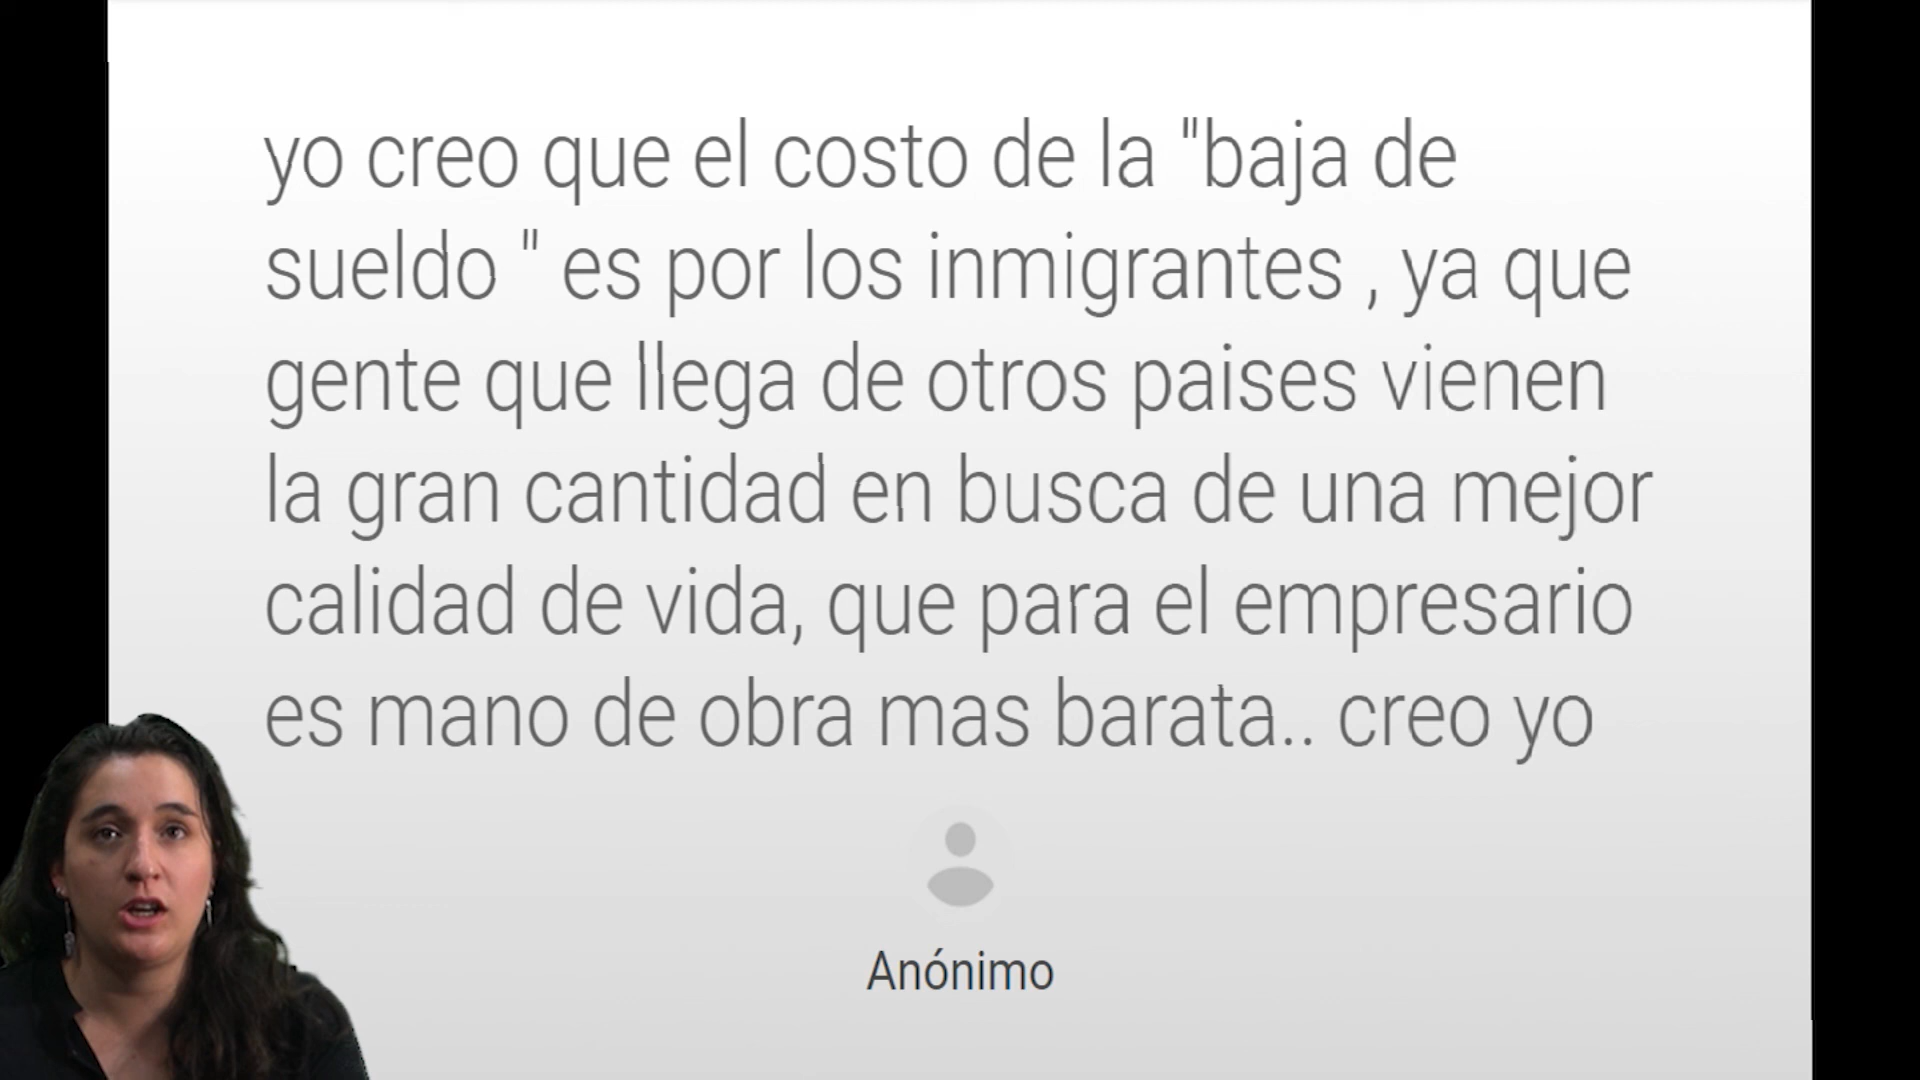 yo creo que el costo de la "baja de
sueldo " es por los inmigrantes , ya que
gente que llega de otros paises vienen
la gran cantidad en busca de una mejor
calidad de vida, que para el empresario
es mano de obra mas barata.. creo yo
Anónimo